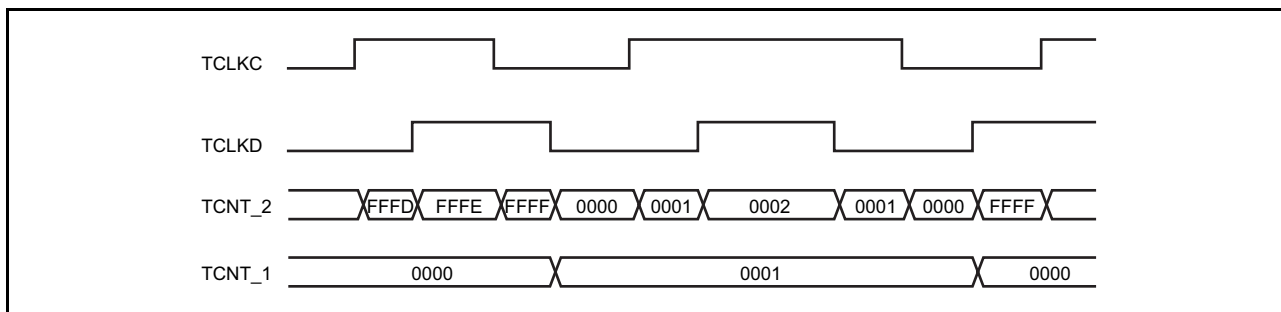 TCLKC
TCLKD
TCNT_2 FFFD FFFE FFFF 0000 0001 0002 0001 0000 FFFF
TCNT_1 0000 0001 0000